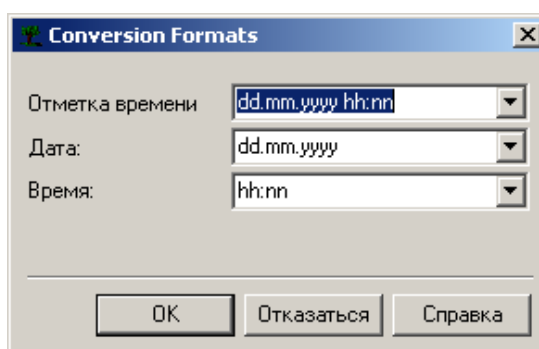 Conversion Formats
Отметка времени dd.mm.yyyy hh:nn
Дата: dd.mm.yyyy
Время: hh:nn
OK Отказаться Справка